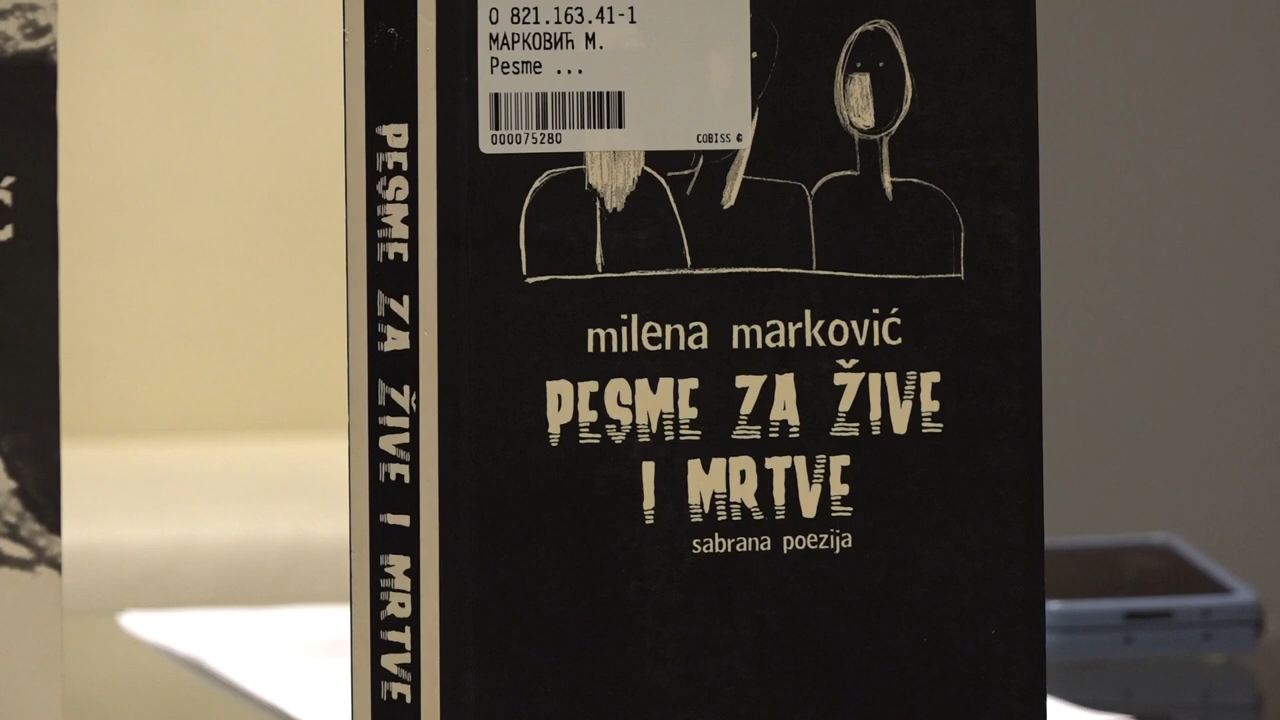 O 821.163.41-1
МАРКОВИЋ М.
Pesme ...
000075280
COBISS
milena marković
PESME ZA ŽIVE
I MRTVE
sabrana poezija
PESME ZA ŽIVE I MRTVE